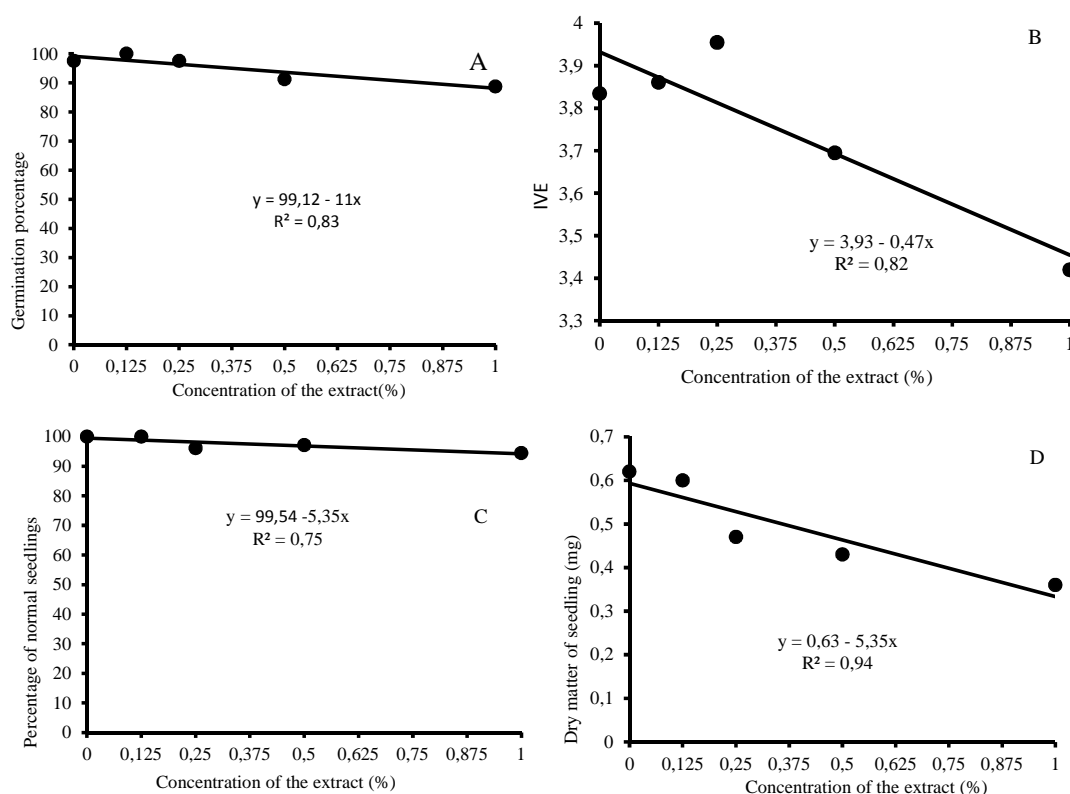 A
Germination porcentage
100
90
80
70
60
50
40
30
20
10
0
y = 99,12 - 11x
R² = 0,83
0 0,125 0,25 0,375 0,5 0,625 0,75 0,875 1
Concentration of the extract(%)
B
IVE
4
3,9
3,8
3,7
3,6
3,5
3,4
3,3
y = 3,93 - 0,47x
R² = 0,82
0 0,125 0,25 0,375 0,5 0,625 0,75 0,875 1
Concentration of the extract (%)
C
Percentage of normal seedlings
100
90
80
70
60
50
40
30
20
10
0
y = 99,54 -5,35x
R² = 0,75
0 0,125 0,25 0,375 0,5 0,625 0,75 0,875 1
Concentration of the extract (%)
D
Dry matter of seedling (mg)
0,7
0,6
0,5
0,4
0,3
0,2
0,1
0
y = 0,63 - 5,35x
R² = 0,94
0 0,125 0,25 0,375 0,5 0,625 0,75 0,875 1
Concentration of the extract (%)